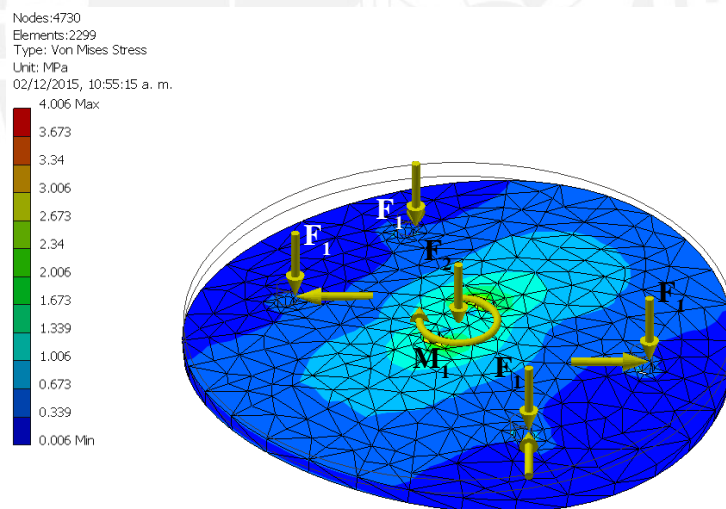 Nodes:4730
Elements:2299
Type: Von Mises Stress
Unit: MPa
02/12/2015, 10:55:15 a. m.
4.006 Max
3.673
3.34
3.006
2.673
2.34
2.006
1.673
1.339
1.006
0.673
0.339
0.006 Min
F1
F1
F2
F1
M1
F1